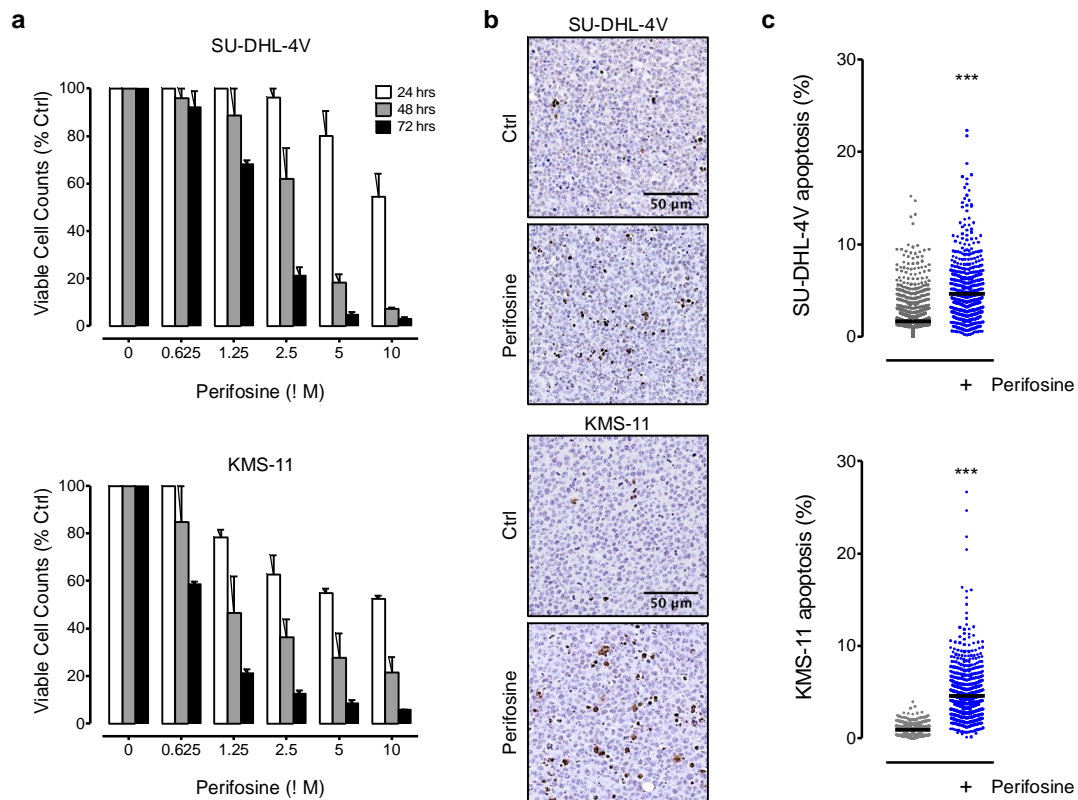 a
SU-DHL-4V
Viable Cell Counts (% Ctrl)
100
80
60
40
20
0
24 hrs
48 hrs
72 hrs
0 0.625 1.25 2.5 5 10
Perifosine (! M)
KMS-11
Viable Cell Counts (% Ctrl)
100
80
60
40
20
0
0 0.625 1.25 2.5 5 10
Perifosine (! M)
b
SU-DHL-4V
Ctrl
50 µm
Perifosine
KMS-11
Ctrl
50 µm
Perifosine
c
SU-DHL-4V apoptosis (%)
30
20
10
0
***
+ Perifosine
KMS-11 apoptosis (%)
30
20
10
0
***
+ Perifosine